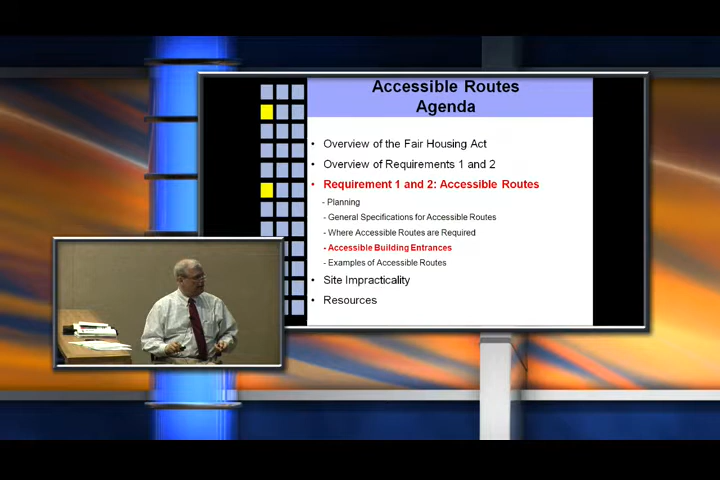 Accessible Routes
Agenda
• Overview of the Fair Housing Act
• Overview of Requirements 1 and 2
• Requirement 1 and 2: Accessible Routes
- Planning
- General Specifications for Accessible Routes
- Where Accessible Routes are Required
- Accessible Building Entrances
- Examples of Accessible Routes
• Site Impracticality
• Resources